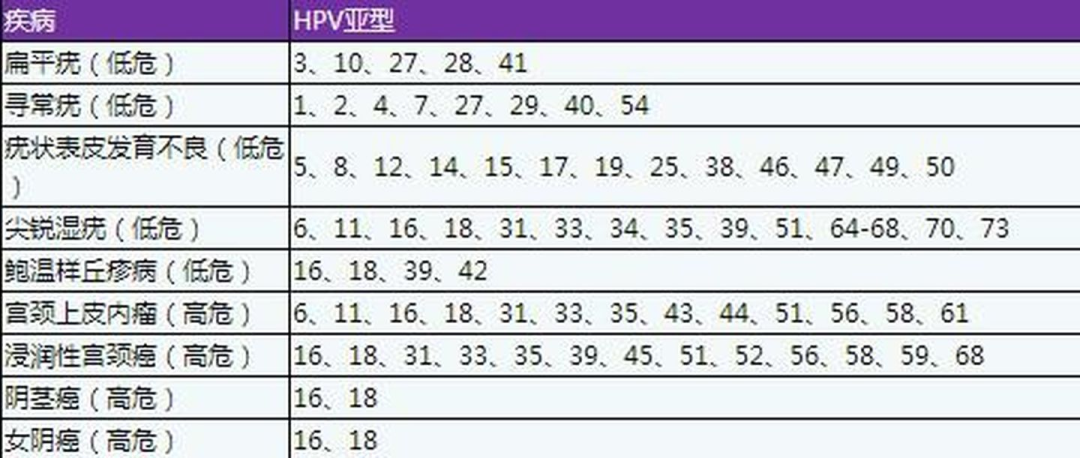 疾病 HPV亚型
扁平疣（低危） 3、10、27、28、41
寻常疣（低危） 1、2、4、7、27、29、40、54
疣状表皮发育不良（低危
） 5、8、12、14、15、17、19、25、38、46、47、49、50
尖锐湿疣（低危） 6、11、16、18、31、33、34、35、39、51、64-68、70、73
鲍温样丘疹病（低危） 16、18、39、42
宫颈上皮内瘤（高危） 6、11、16、18、31、33、35、43、44、51、56、58、61
浸润性宫颈癌（高危） 16、18、31、33、35、39、45、51、52、56、58、59、68
阴茎癌（高危） 16、18
女阴癌（高危） 16、18